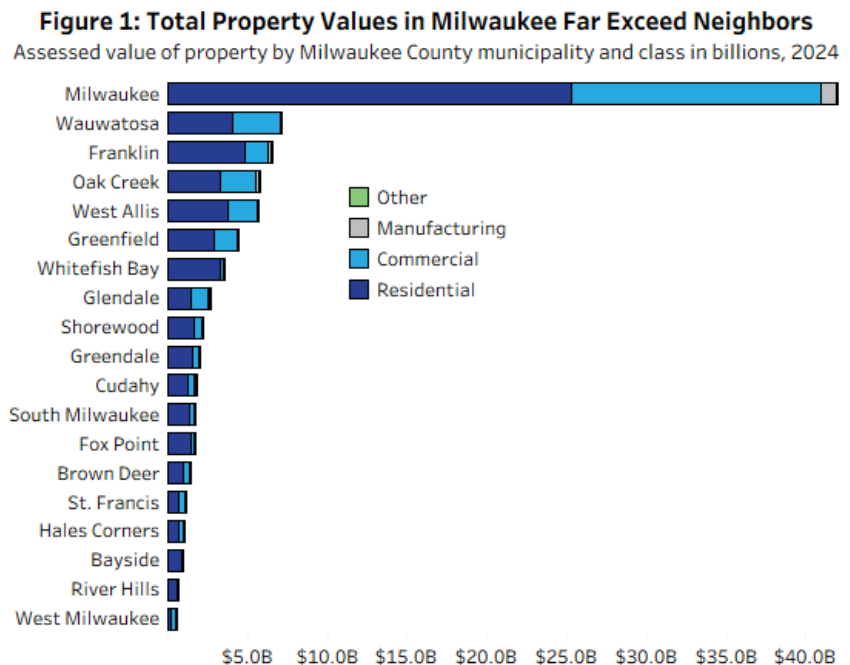 Figure 1: Total Property Values in Milwaukee Far Exceed Neighbors
Assessed value of property by Milwaukee County municipality and class in billions, 2024
Milwaukee
Wauwatosa
Franklin
Oak Creek
West Allis
Greenfield
Whitefish Bay
Glendale
Shorewood
Greendale
Cudahy
South Milwaukee
Fox Point
Brown Deer
St. Francis
Hales Corners
Bayside
River Hills
West Milwaukee
Other
Manufacturing
Commercial
Residential
$5.0B $10.0B $15.0B $20.0B $25.0B $30.0B $35.0B $40.0B